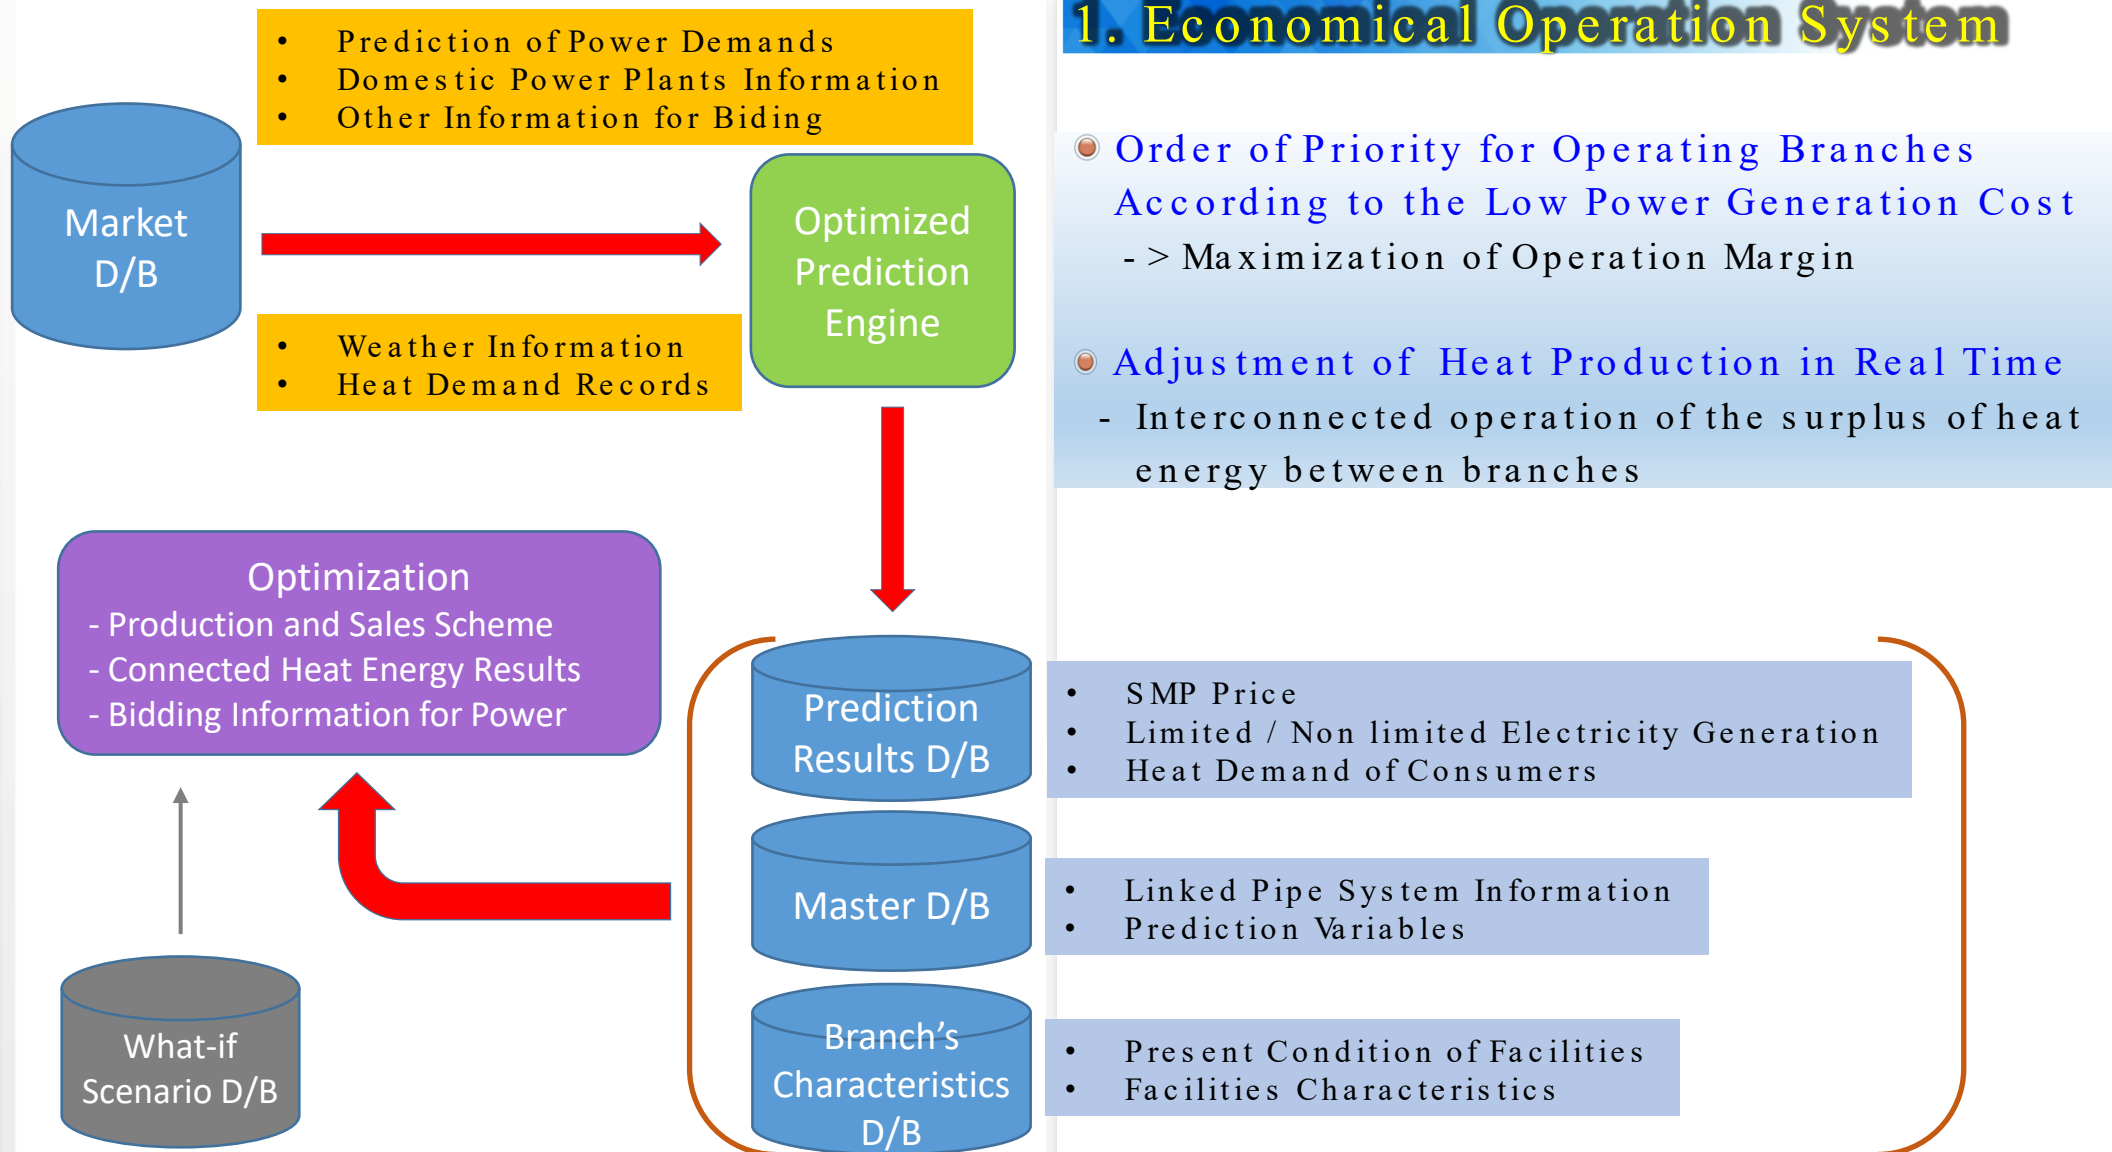 1. Economical Operation System
• Prediction of Power Demands
• Domestic Power Plants Information
• Other Information for Biding
Market
D/B
Optimized
Prediction
Engine
• Weather Information
• Heat Demand Records
Order of Priority for Operating Branches
According to the Low Power Generation Cost
- > Maximization of Operation Margin
Adjustment of Heat Production in Real Time
- Interconnected operation of the surplus of heat
energy between branches
Optimization
- Production and Sales Scheme
- Connected Heat Energy Results
- Bidding Information for Power
Prediction
Results D/B
• SMP Price
• Limited / Non limited Electricity Generation
• Heat Demand of Consumers
Master D/B
• Linked Pipe System Information
• Prediction Variables
What-if
Scenario D/B
Branch’s
Characteristics
D/B
• Present Condition of Facilities
• Facilities Characteristics